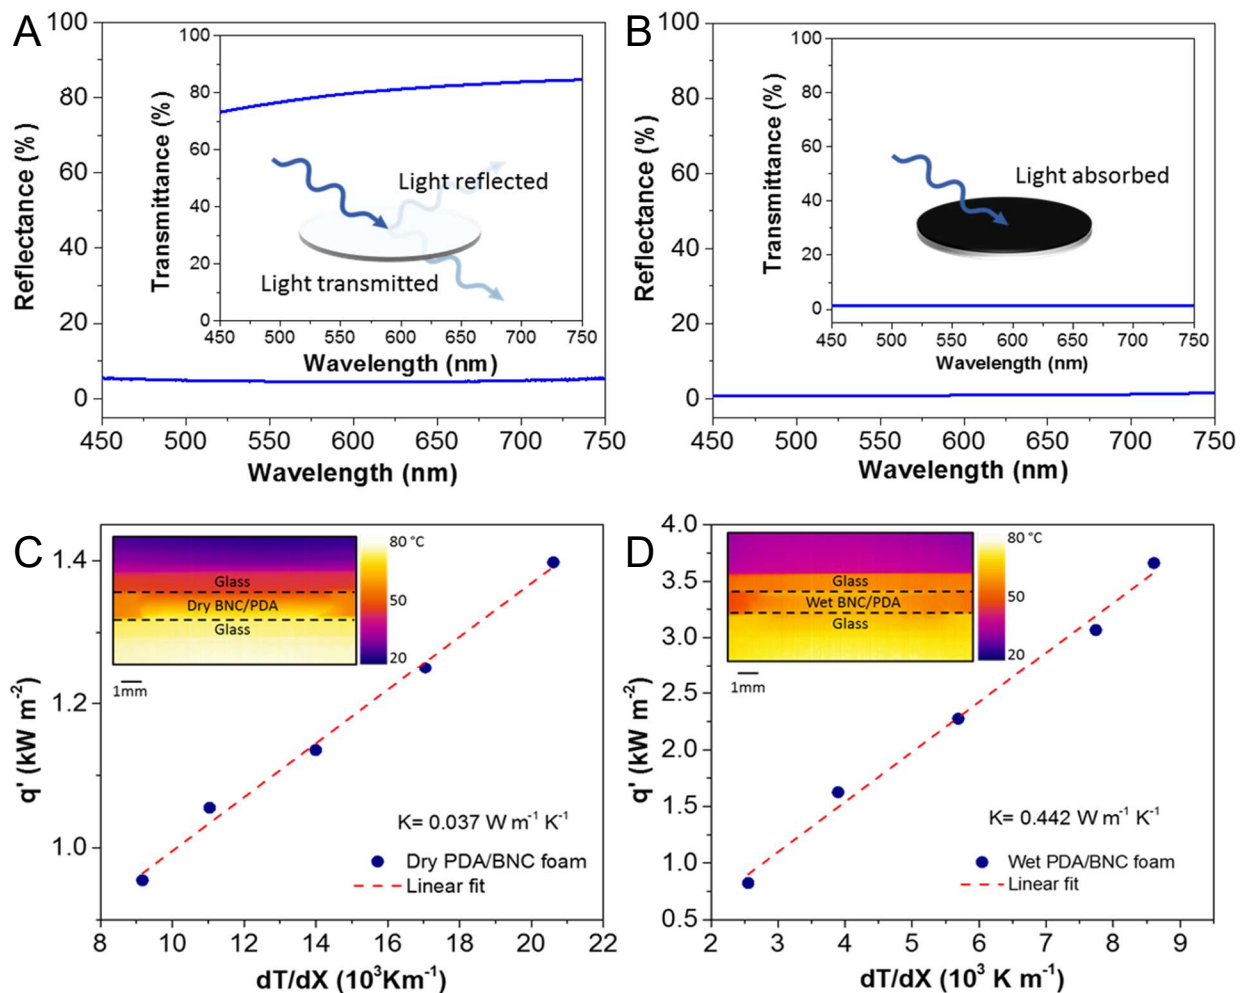 A
100
80
60
40
20
0
Reflectance (%)
450 500 550 600 650 700 750
Wavelength (nm)
100
80
60
40
20
0
Transmittance (%)
Light reflected
Light transmitted
450 500 550 600 650 700 750
Wavelength (nm)
B
100
80
60
40
20
0
Reflectance (%)
450 500 550 600 650 700 750
Wavelength (nm)
100
80
60
40
20
0
Transmittance (%)
Light absorbed
450 500 550 600 650 700 750
Wavelength (nm)
C
1.4
1.2
1.0
q' (kW m⁻²)
80 °C
50
20
Glass
Dry BNC/PDA
Glass
1mm
K= 0.037 W m⁻¹ K⁻¹
Dry PDA/BNC foam
Linear fit
8 10 12 14 16 18 20 22
dT/dX (10³Km⁻¹)
D
4.0
3.5
3.0
2.5
2.0
1.5
1.0
0.5
q' (kW m⁻²)
80 °C
50
20
Glass
Wet BNC/PDA
Glass
1mm
K= 0.442 W m⁻¹ K⁻¹
Wet PDA/BNC foam
Linear fit
2 3 4 5 6 7 8 9
dT/dX (10³ K m⁻¹)